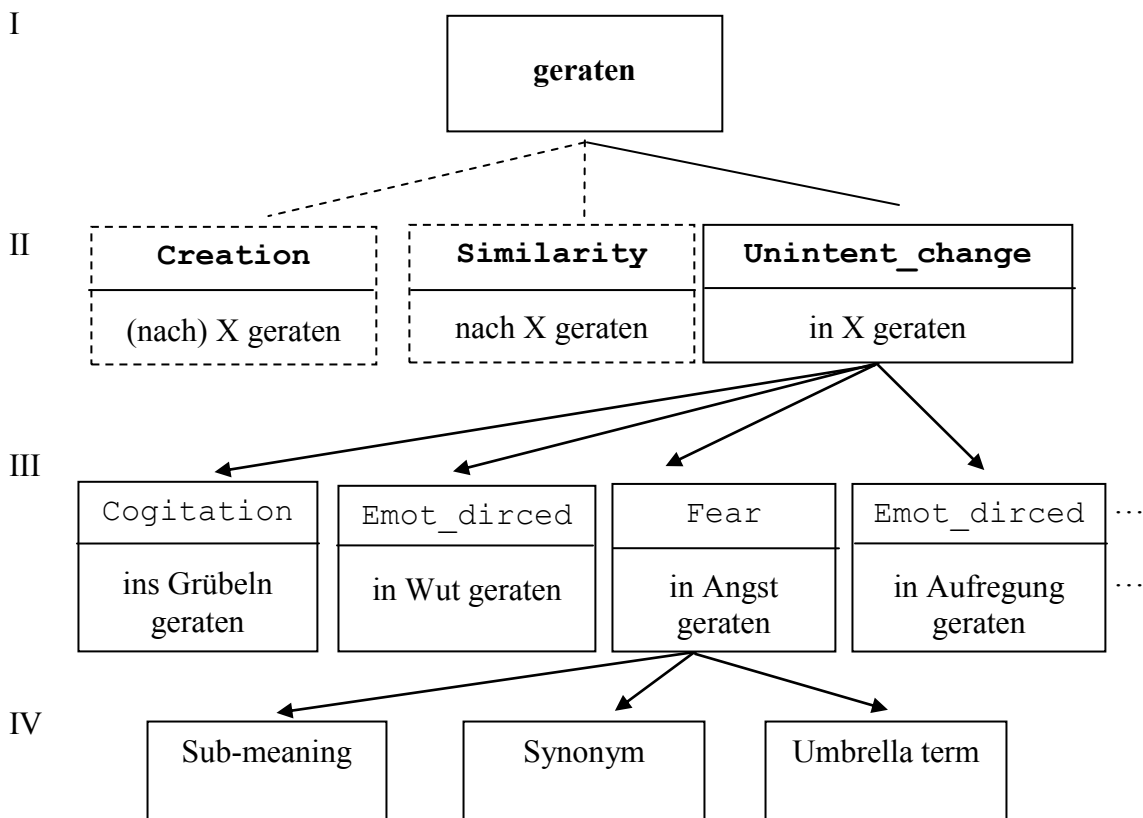 I
geraten
II
Creation
(nach) X geraten
Similarity
nach X geraten
Unintent_change
in X geraten
III
Cogitation
ins Grübeln
geraten
Emot_dirced
in Wut geraten
Fear
in Angst
geraten
Emot_dirced
in Aufregung
geraten
...
...
IV
Sub-meaning
Synonym
Umbrella term